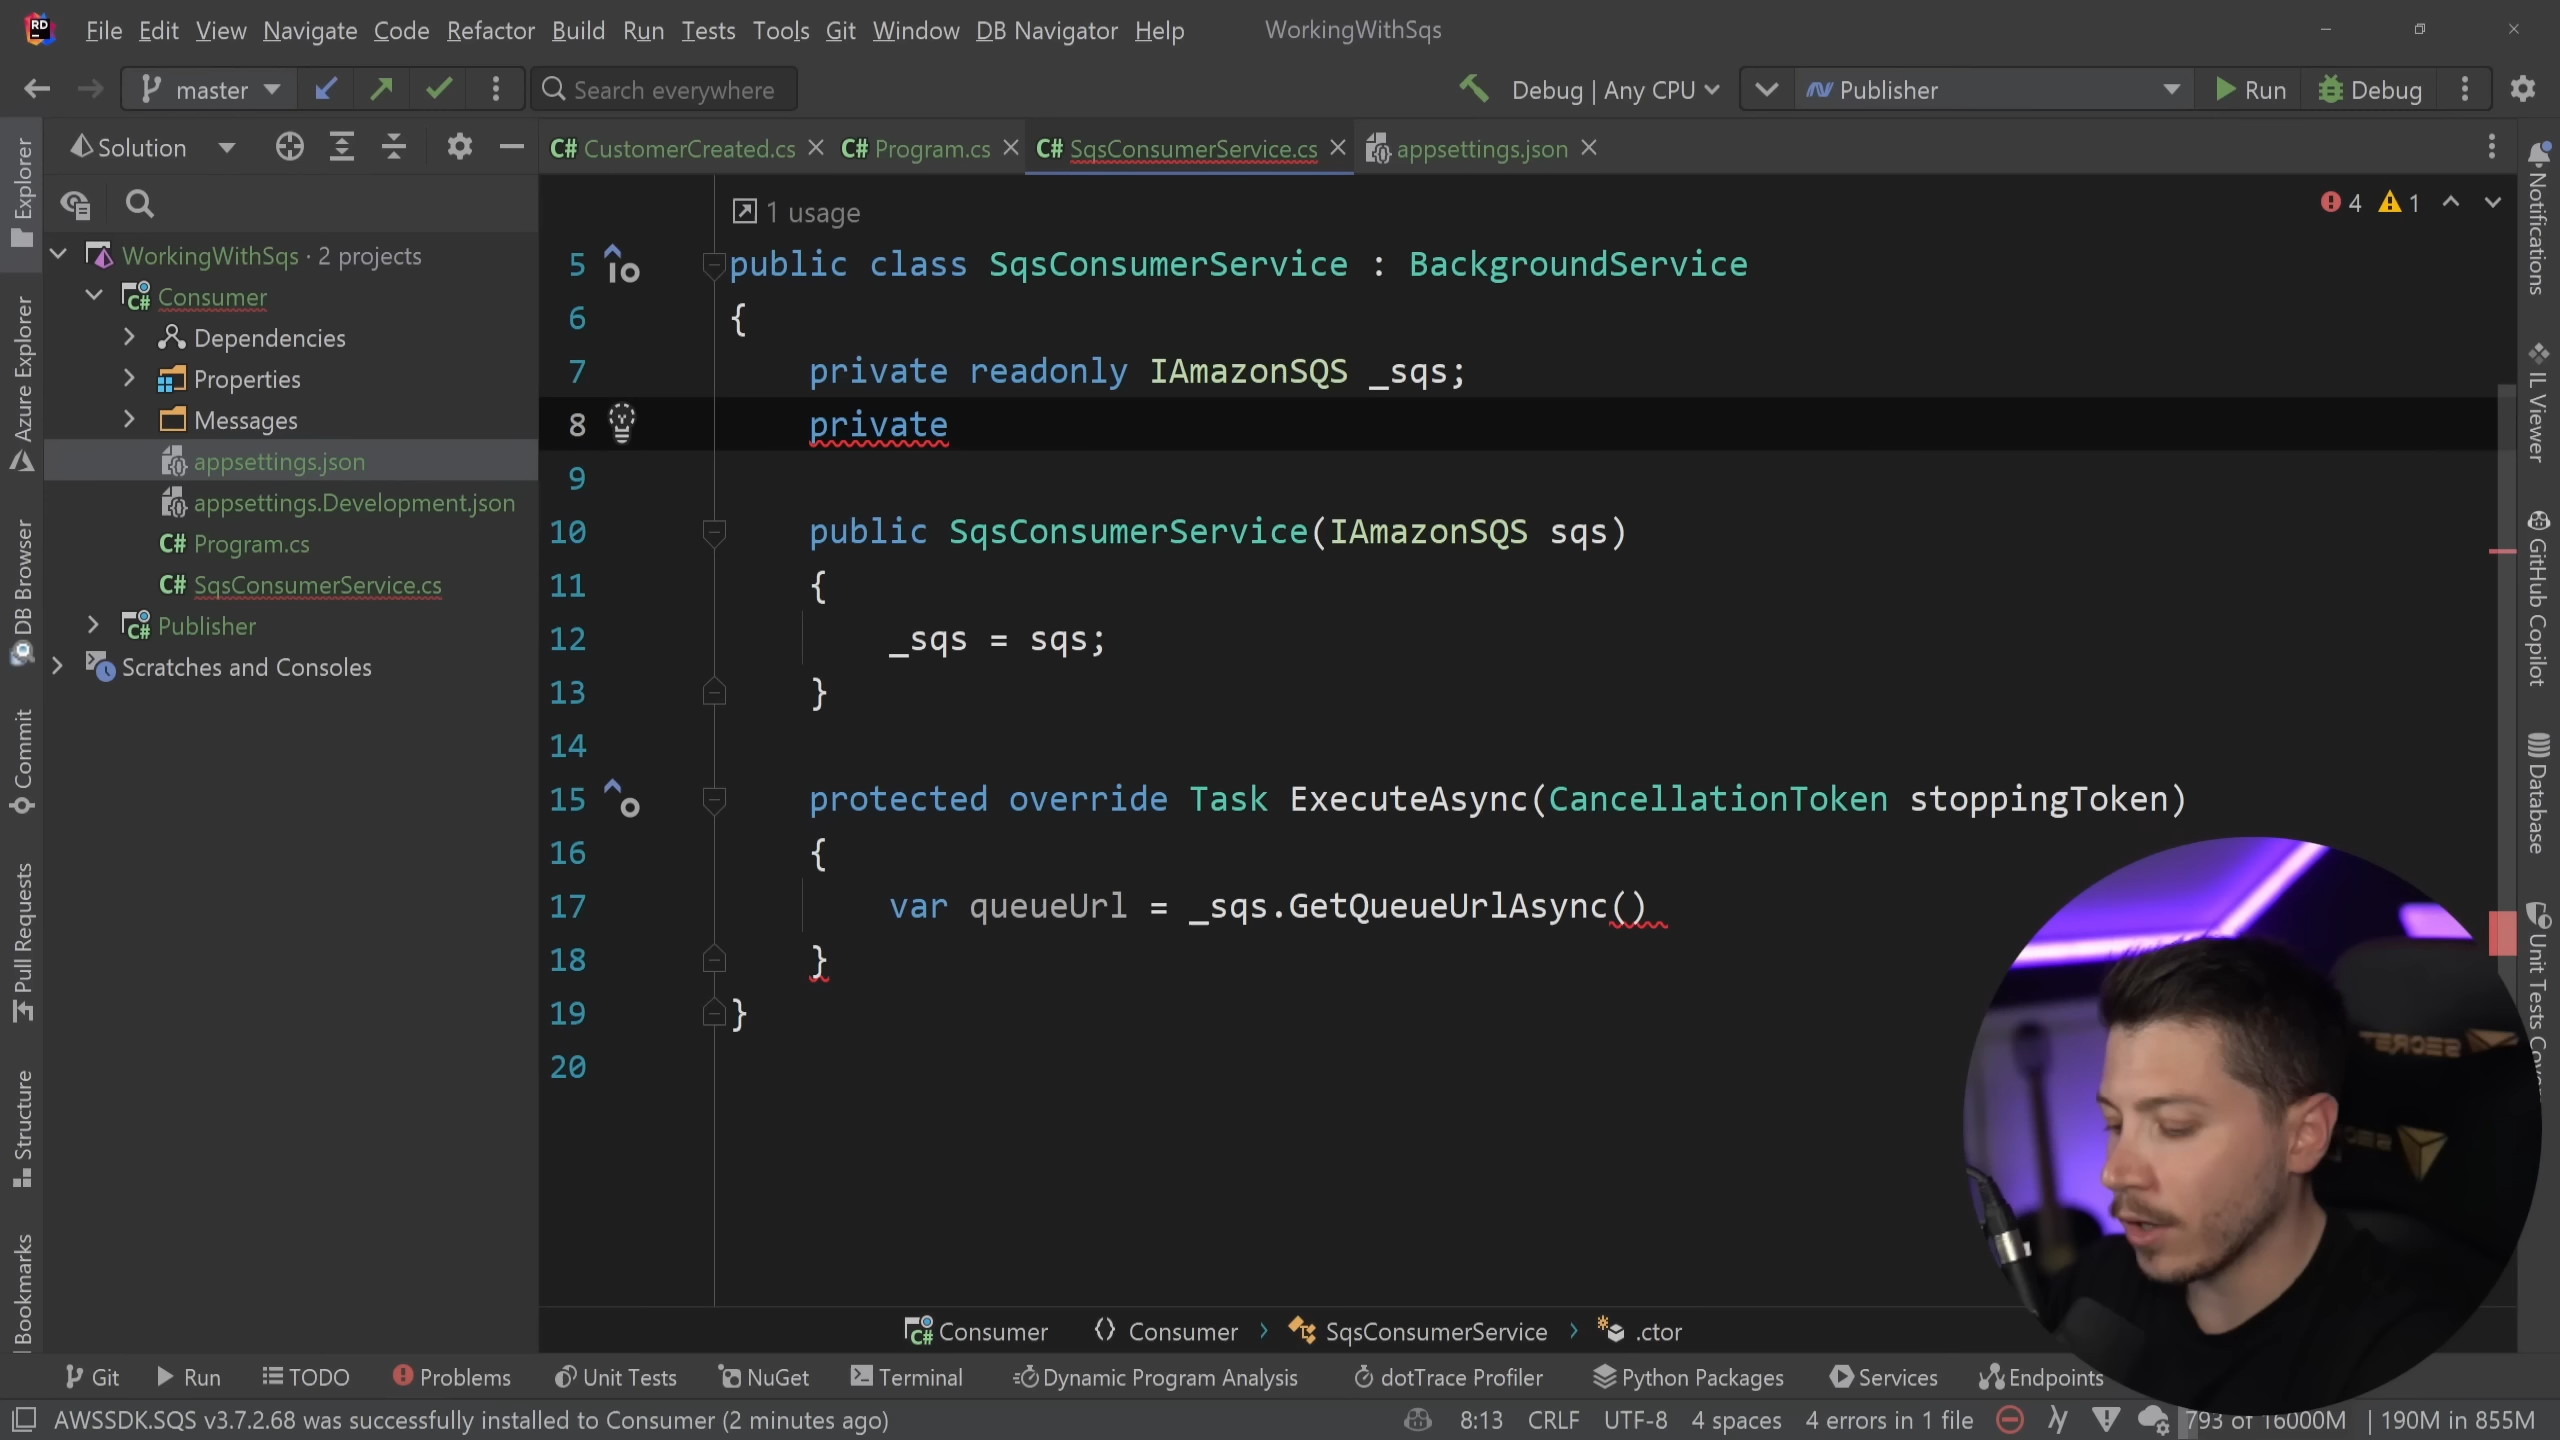 RD File Edit View Navigate Code Refactor Build Run Tests Tools Git Window DB Navigator Help WorkingWithSqs
master Search everywhere Debug | Any CPU Publisher Run Debug
Solution
C# CustomerCreated.cs C# Program.cs C# SqsConsumerService.cs appsettings.json
WorkingWithSqs · 2 projects
Consumer
Dependencies
Properties
Messages
appsettings.json
appsettings.Development.json
C# Program.cs
C# SqsConsumerService.cs
Publisher
Scratches and Consoles
Explorer
Azure Explorer
DB Browser
Commit
Pull Requests
Structure
Bookmarks
1 usage
4 1
5 public class SqsConsumerService : BackgroundService
6 {
7 private readonly IAmazonSQS _sqs;
8 private
9
10 public SqsConsumerService(IAmazonSQS sqs)
11 {
12 _sqs = sqs;
13 }
14
15 protected override Task ExecuteAsync(CancellationToken stoppingToken)
16 {
17 var queueUrl = _sqs.GetQueueUrlAsync()
18 }
19 }
20
Notifications
IL Viewer
GitHub Copilot
Database
Unit Tests
Consumer Consumer SqsConsumerService .ctor
Git Run TODO Problems Unit Tests NuGet Terminal Dynamic Program Analysis dotTrace Profiler Python Packages Services Endpoints
AWSSDK.SQS v3.7.2.68 was successfully installed to Consumer (2 minutes ago) 8:13 CRLF UTF-8 4 spaces 4 errors in 1 file 793 of 16000M | 190M in 855M